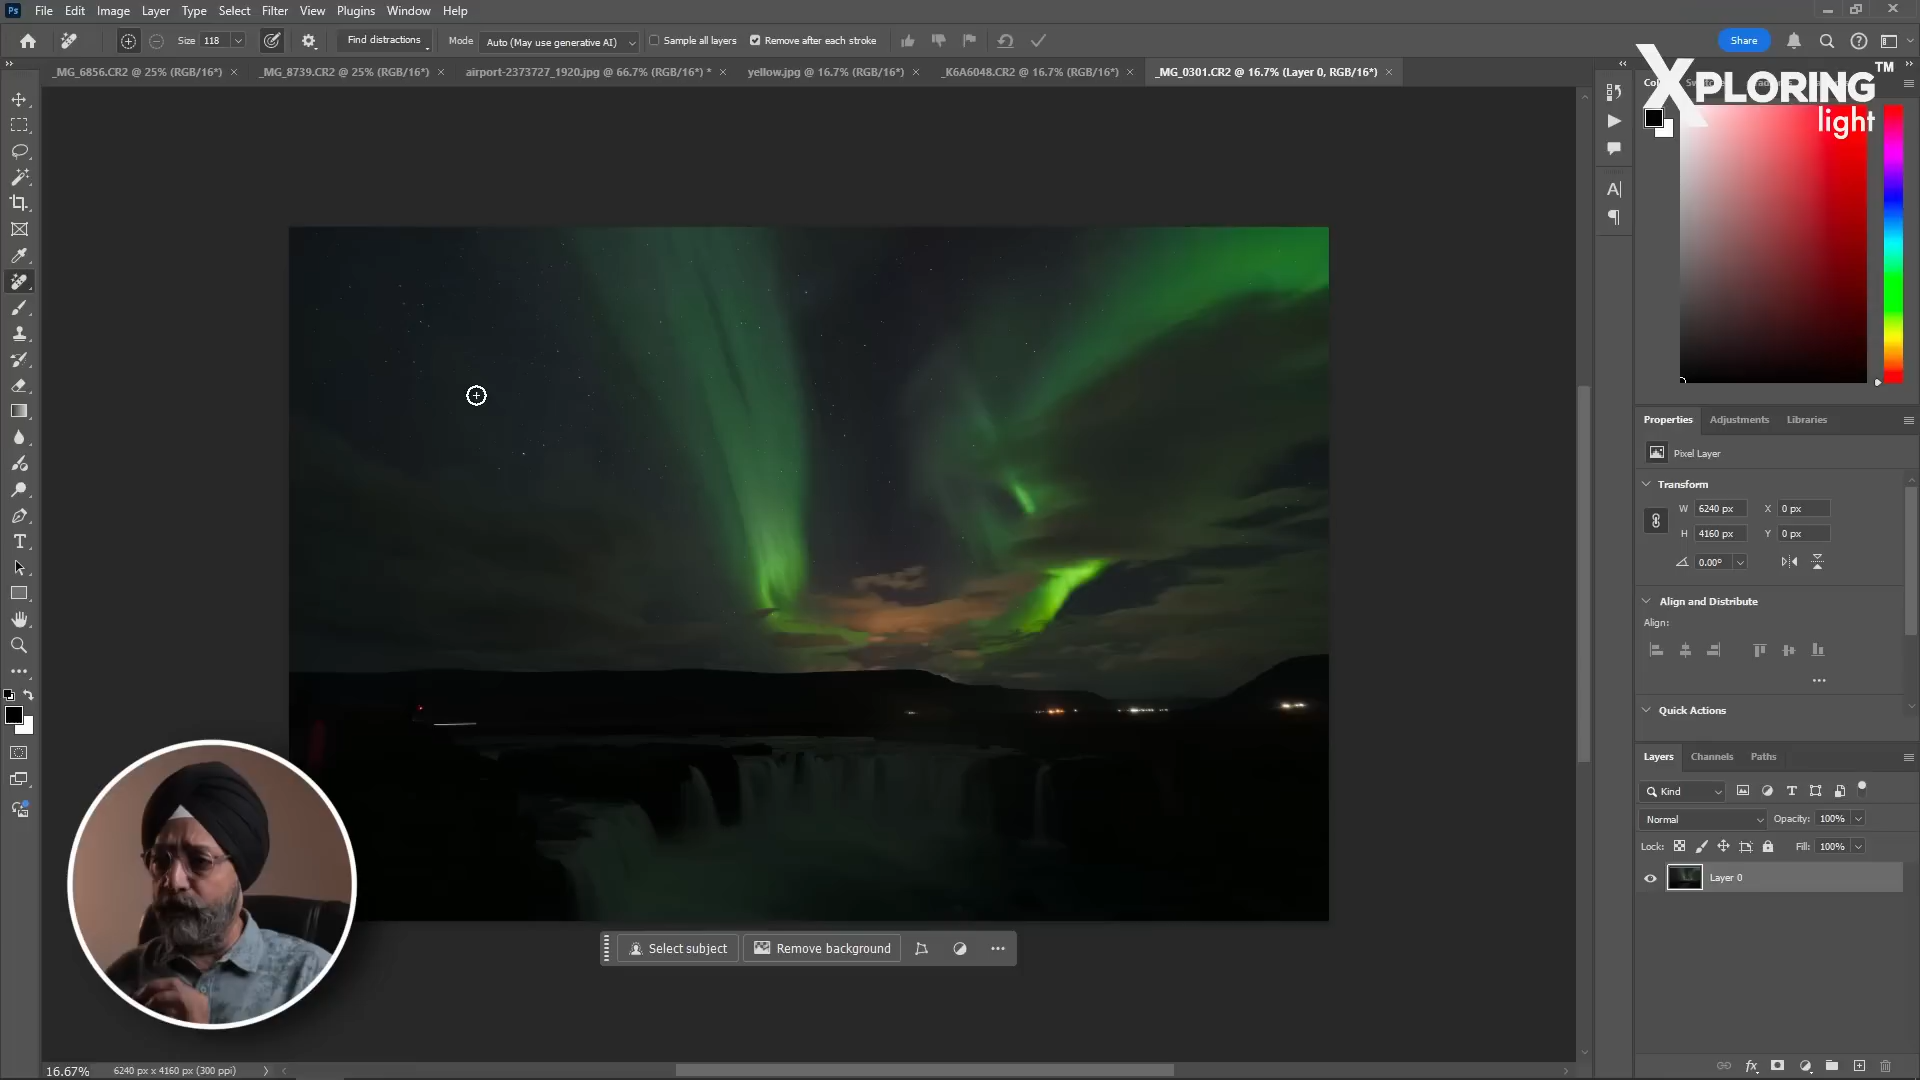 Ps File Edit Image Layer Type Select Filter View Plugins Window Help
Size 118 Find distractions Mode Auto (May use generative AI) Sample all layers Remove after each stroke Share
_MG_6856.CR2 @ 25% (RGB/16*) _MG_8739.CR2 @ 25% (RGB/16*) airport-2373727_1920.jpg @ 66.7% (RGB/16*) * yellow.jpg @ 16.7% (RGB/16*) _K6A6048.CR2 @ 16.7% (RGB/16*) _MG_0301.CR2 @ 16.7% (Layer 0, RGB/16*)
XPLORING™
light
Properties Adjustments Libraries
Pixel Layer
Transform
W 6240 px X 0 px
H 4160 px Y 0 px
0.00°
Align and Distribute
Align:
Quick Actions
Layers Channels Paths
Kind
Normal Opacity: 100%
Lock: Fill: 100%
Layer 0
Select subject Remove background
16.67% 6240 px x 4160 px (300 ppi)